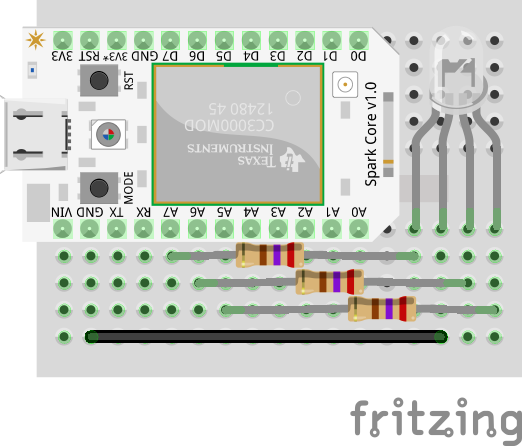 3V3 RST 3V3* GND D7 D6 D5 D4 D3 D2 D1 D0
RST
CC3000MOD
12480 45
TEXAS
INSTRUMENTS
Spark Core v1.0
MODE
VIN GND TX RX A7 A6 A5 A4 A3 A2 A1 A0
fritzing